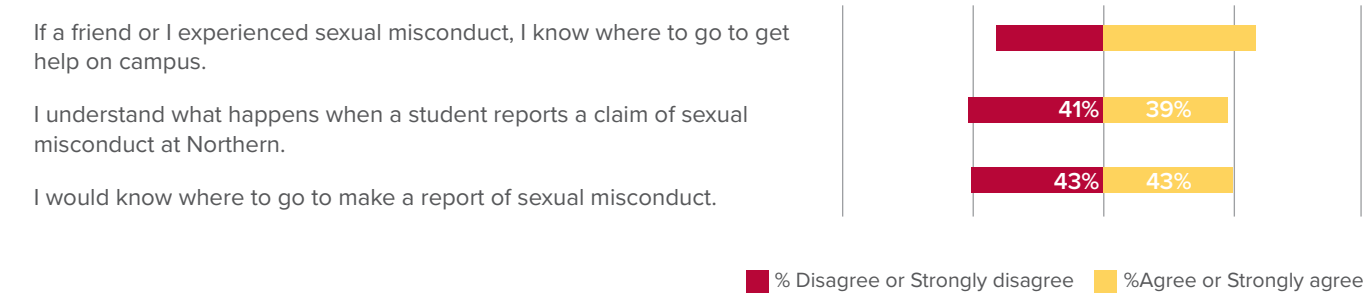 If a friend or I experienced sexual misconduct, I know where to go to get
help on campus.
I understand what happens when a student reports a claim of sexual
misconduct at Northern.
41% 39%
I would know where to go to make a report of sexual misconduct.
43% 43%
% Disagree or Strongly disagree %Agree or Strongly agree